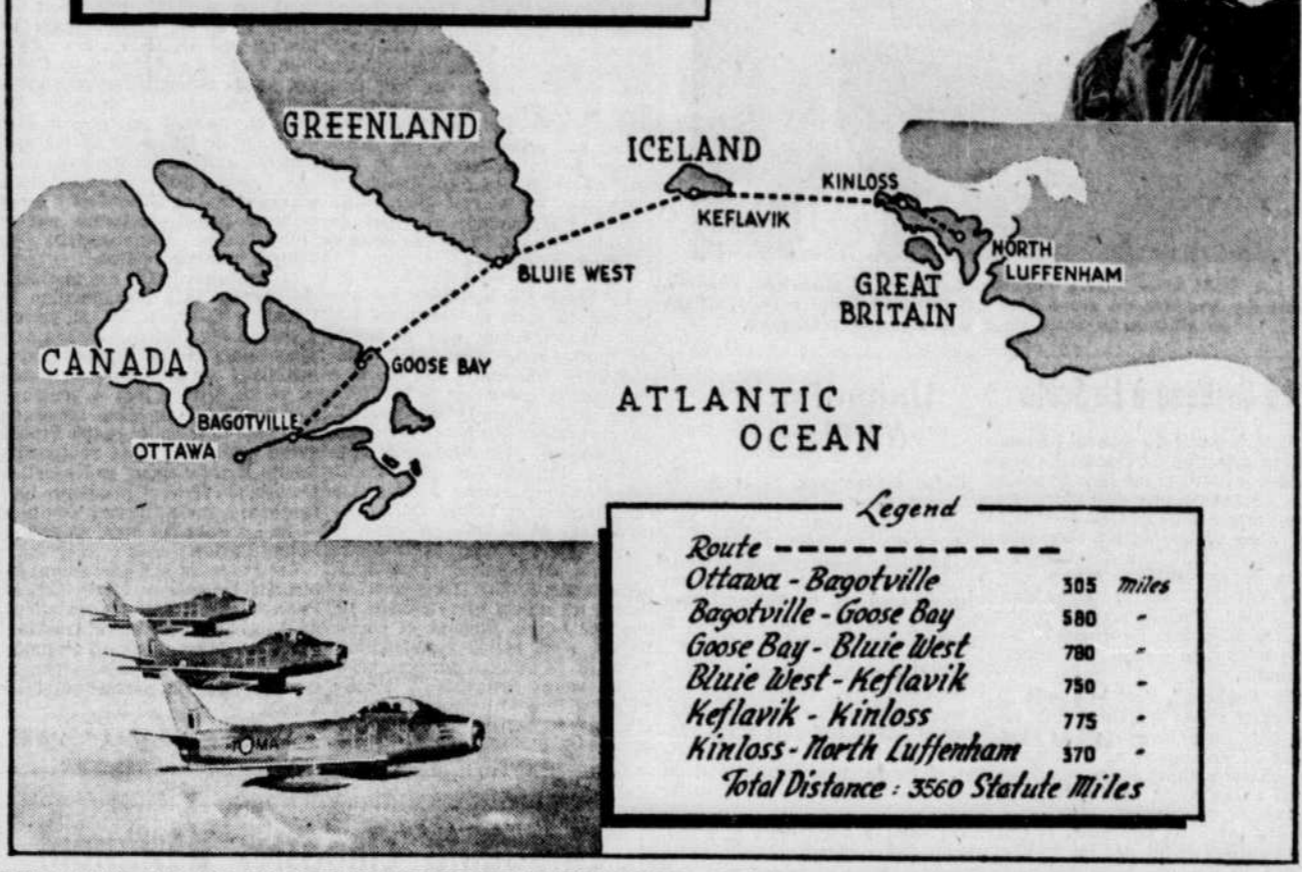 GREENLAND
ICELAND
KINLOSS
KEFLAVIK
NORTH
LUFFENHAM
BLUIE WEST
GREAT
BRITAIN
CANADA
GOOSE BAY
ATLANTIC
OCEAN
BAGOTVILLE
OTTAWA
Legend
Route
Ottawa - Bagotville 305 miles
Bagotville - Goose Bay 580 "
Goose Bay - Bluie West 780 "
Bluie West - Keflavik 750 "
Keflavik - Kinloss 775 "
Kinloss - North Luffenham 370 "
Total Distance : 3560 Statute Miles
MA